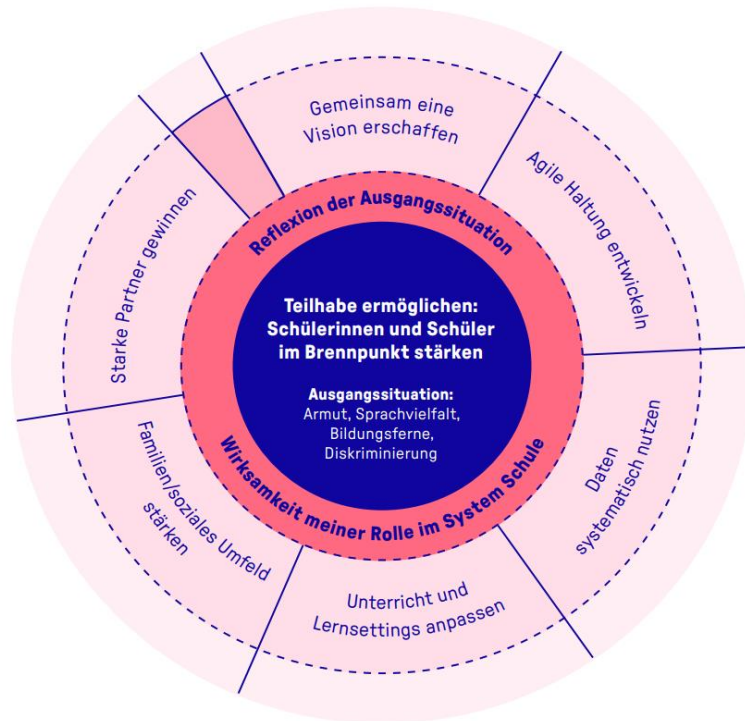 Gemeinsam eine
Vision erschaffen
Agile Haltung entwickeln
Daten
systematisch nutzen
Unterricht und
Lernsettings anpassen
Familien/soziales Umfeld
stärken
Starke Partner gewinnen
Reflexion der Ausgangssituation
Wirksamkeit meiner Rolle im System Schule
Teilhabe ermöglichen:
Schülerinnen und Schüler
im Brennpunkt stärken
Ausgangssituation:
Armut, Sprachvielfalt,
Bildungsferne,
Diskriminierung